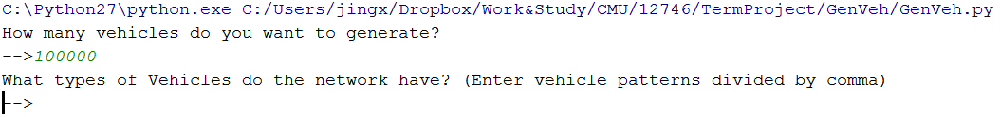 C:\Python27\python.exe C:/Users/jingx/Dropbox/Work&Study/CMU/12746/TermProject/GenVeh/GenVeh.py
How many vehicles do you want to generate?
-->100000
What types of Vehicles do the network have? (Enter vehicle patterns divided by comma)
-->